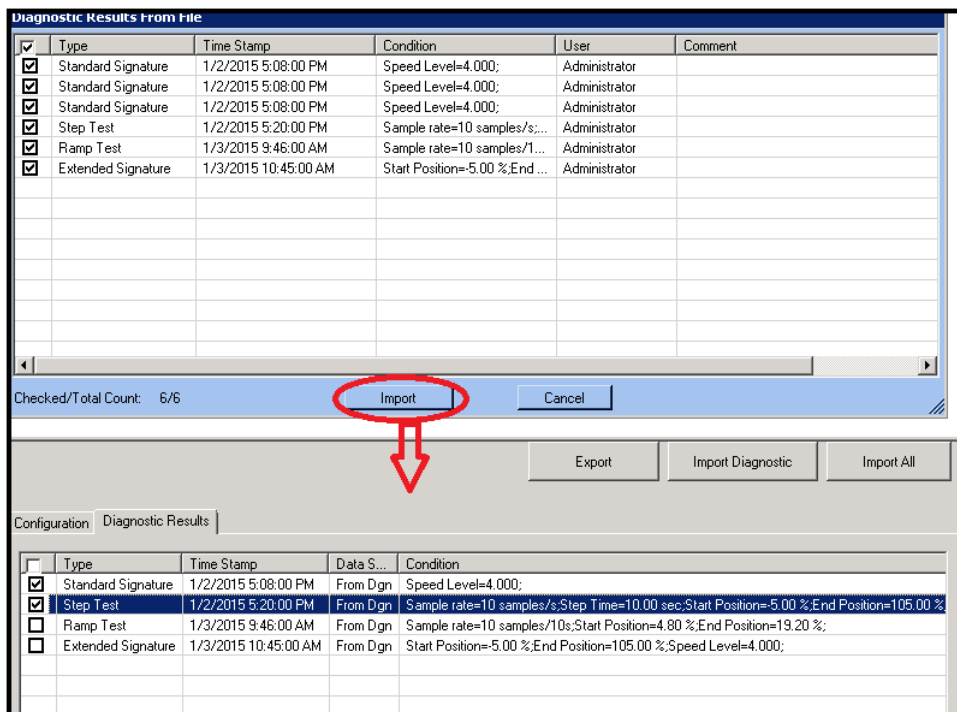 Diagnostic Results From File
Type Time Stamp Condition User Comment
Standard Signature 1/2/2015 5:08:00 PM Speed Level=4.000; Administrator
Standard Signature 1/2/2015 5:08:00 PM Speed Level=4.000; Administrator
Standard Signature 1/2/2015 5:08:00 PM Speed Level=4.000; Administrator
Step Test 1/2/2015 5:20:00 PM Sample rate=10 samples/s;... Administrator
Ramp Test 1/3/2015 9:46:00 AM Sample rate=10 samples/1... Administrator
Extended Signature 1/3/2015 10:45:00 AM Start Position=-5.00 %;End ... Administrator
Checked/Total Count: 6/6 Import Cancel
Export Import Diagnostic Import All
Configuration Diagnostic Results
Type Time Stamp Data S... Condition
Standard Signature 1/2/2015 5:08:00 PM From Dgn Speed Level=4.000;
Step Test 1/2/2015 5:20:00 PM From Dgn Sample rate=10 samples/s;Step Time=10.00 sec;Start Position=-5.00 %;End Position=105.00 %
Ramp Test 1/3/2015 9:46:00 AM From Dgn Sample rate=10 samples/10s;Start Position=4.80 %;End Position=19.20 %;
Extended Signature 1/3/2015 10:45:00 AM From Dgn Start Position=-5.00 %;End Position=105.00 %;Speed Level=4.000;